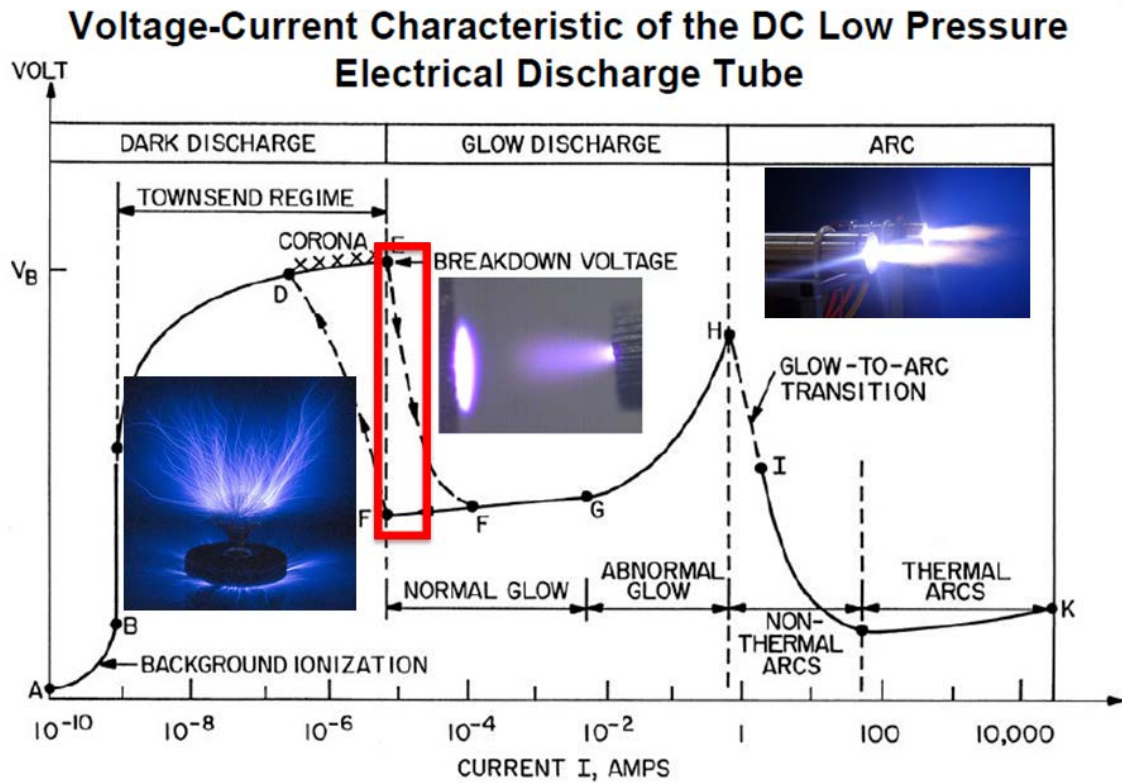 Voltage-Current Characteristic of the DC Low Pressure
Electrical Discharge Tube
VOLT
DARK DISCHARGE
GLOW DISCHARGE
ARC
TOWNSEND REGIME
CORONA
E
BREAKDOWN VOLTAGE
VB
D
H
GLOW-TO-ARC
TRANSITION
I
F
F
G
NORMAL GLOW
ABNORMAL
GLOW
THERMAL
ARCS
K
NON-
THERMAL
ARCS
B
BACKGROUND IONIZATION
A
10⁻¹⁰
10⁻⁸
10⁻⁶
10⁻⁴
10⁻²
1
100
10,000
CURRENT I, AMPS